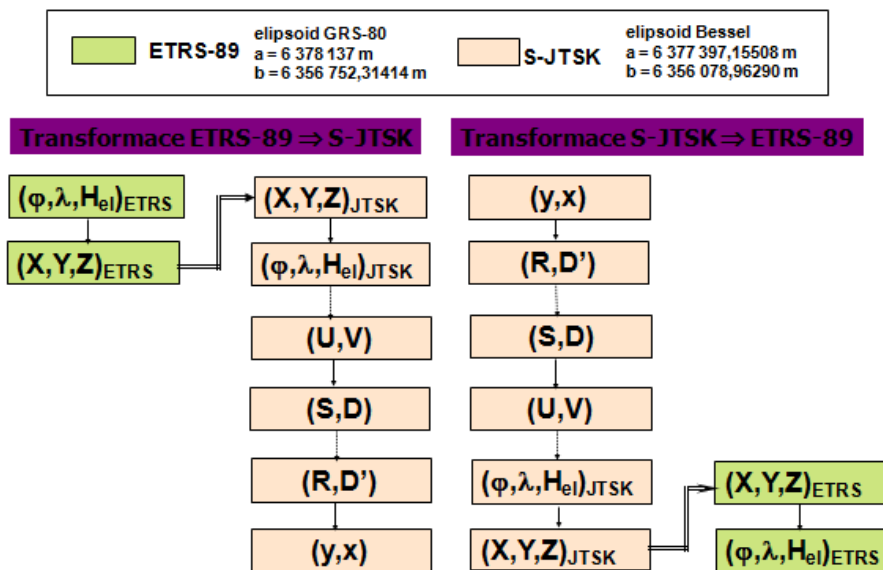 ETRS-89
elipsoid GRS-80
a = 6 378 137 m
b = 6 356 752,31414 m
S-JTSK
elipsoid Bessel
a = 6 377 397,15508 m
b = 6 356 078,96290 m
Transformace ETRS-89 ⇒ S-JTSK
(φ,λ,Hel)ETRS
(X,Y,Z)ETRS
(X,Y,Z)JTSK
(φ,λ,Hel)JTSK
(U,V)
(S,D)
(R,D')
(y,x)
Transformace S-JTSK ⇒ ETRS-89
(y,x)
(R,D')
(S,D)
(U,V)
(φ,λ,Hel)JTSK
(X,Y,Z)JTSK
(X,Y,Z)ETRS
(φ,λ,Hel)ETRS